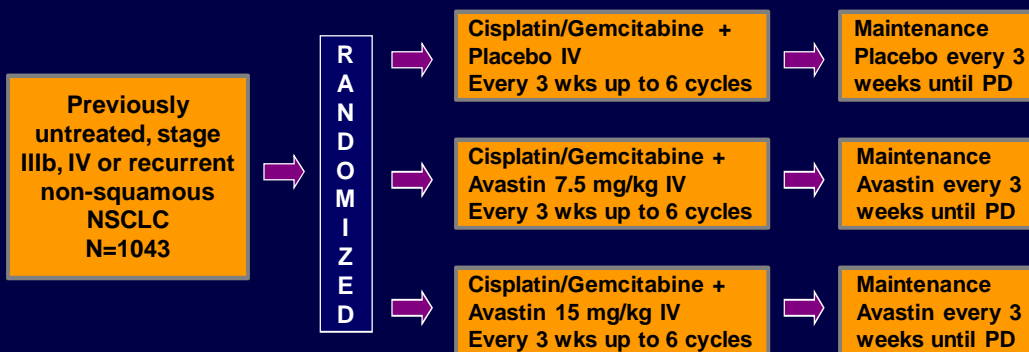 Previously
untreated, stage
IIIb, IV or recurrent
non-squamous
NSCLC
N=1043
R
A
N
D
O
M
I
Z
E
D
Cisplatin/Gemcitabine +
Placebo IV
Every 3 wks up to 6 cycles
Maintenance
Placebo every 3
weeks until PD
Cisplatin/Gemcitabine +
Avastin 7.5 mg/kg IV
Every 3 wks up to 6 cycles
Maintenance
Avastin every 3
weeks until PD
Cisplatin/Gemcitabine +
Avastin 15 mg/kg IV
Every 3 wks up to 6 cycles
Maintenance
Avastin every 3
weeks until PD